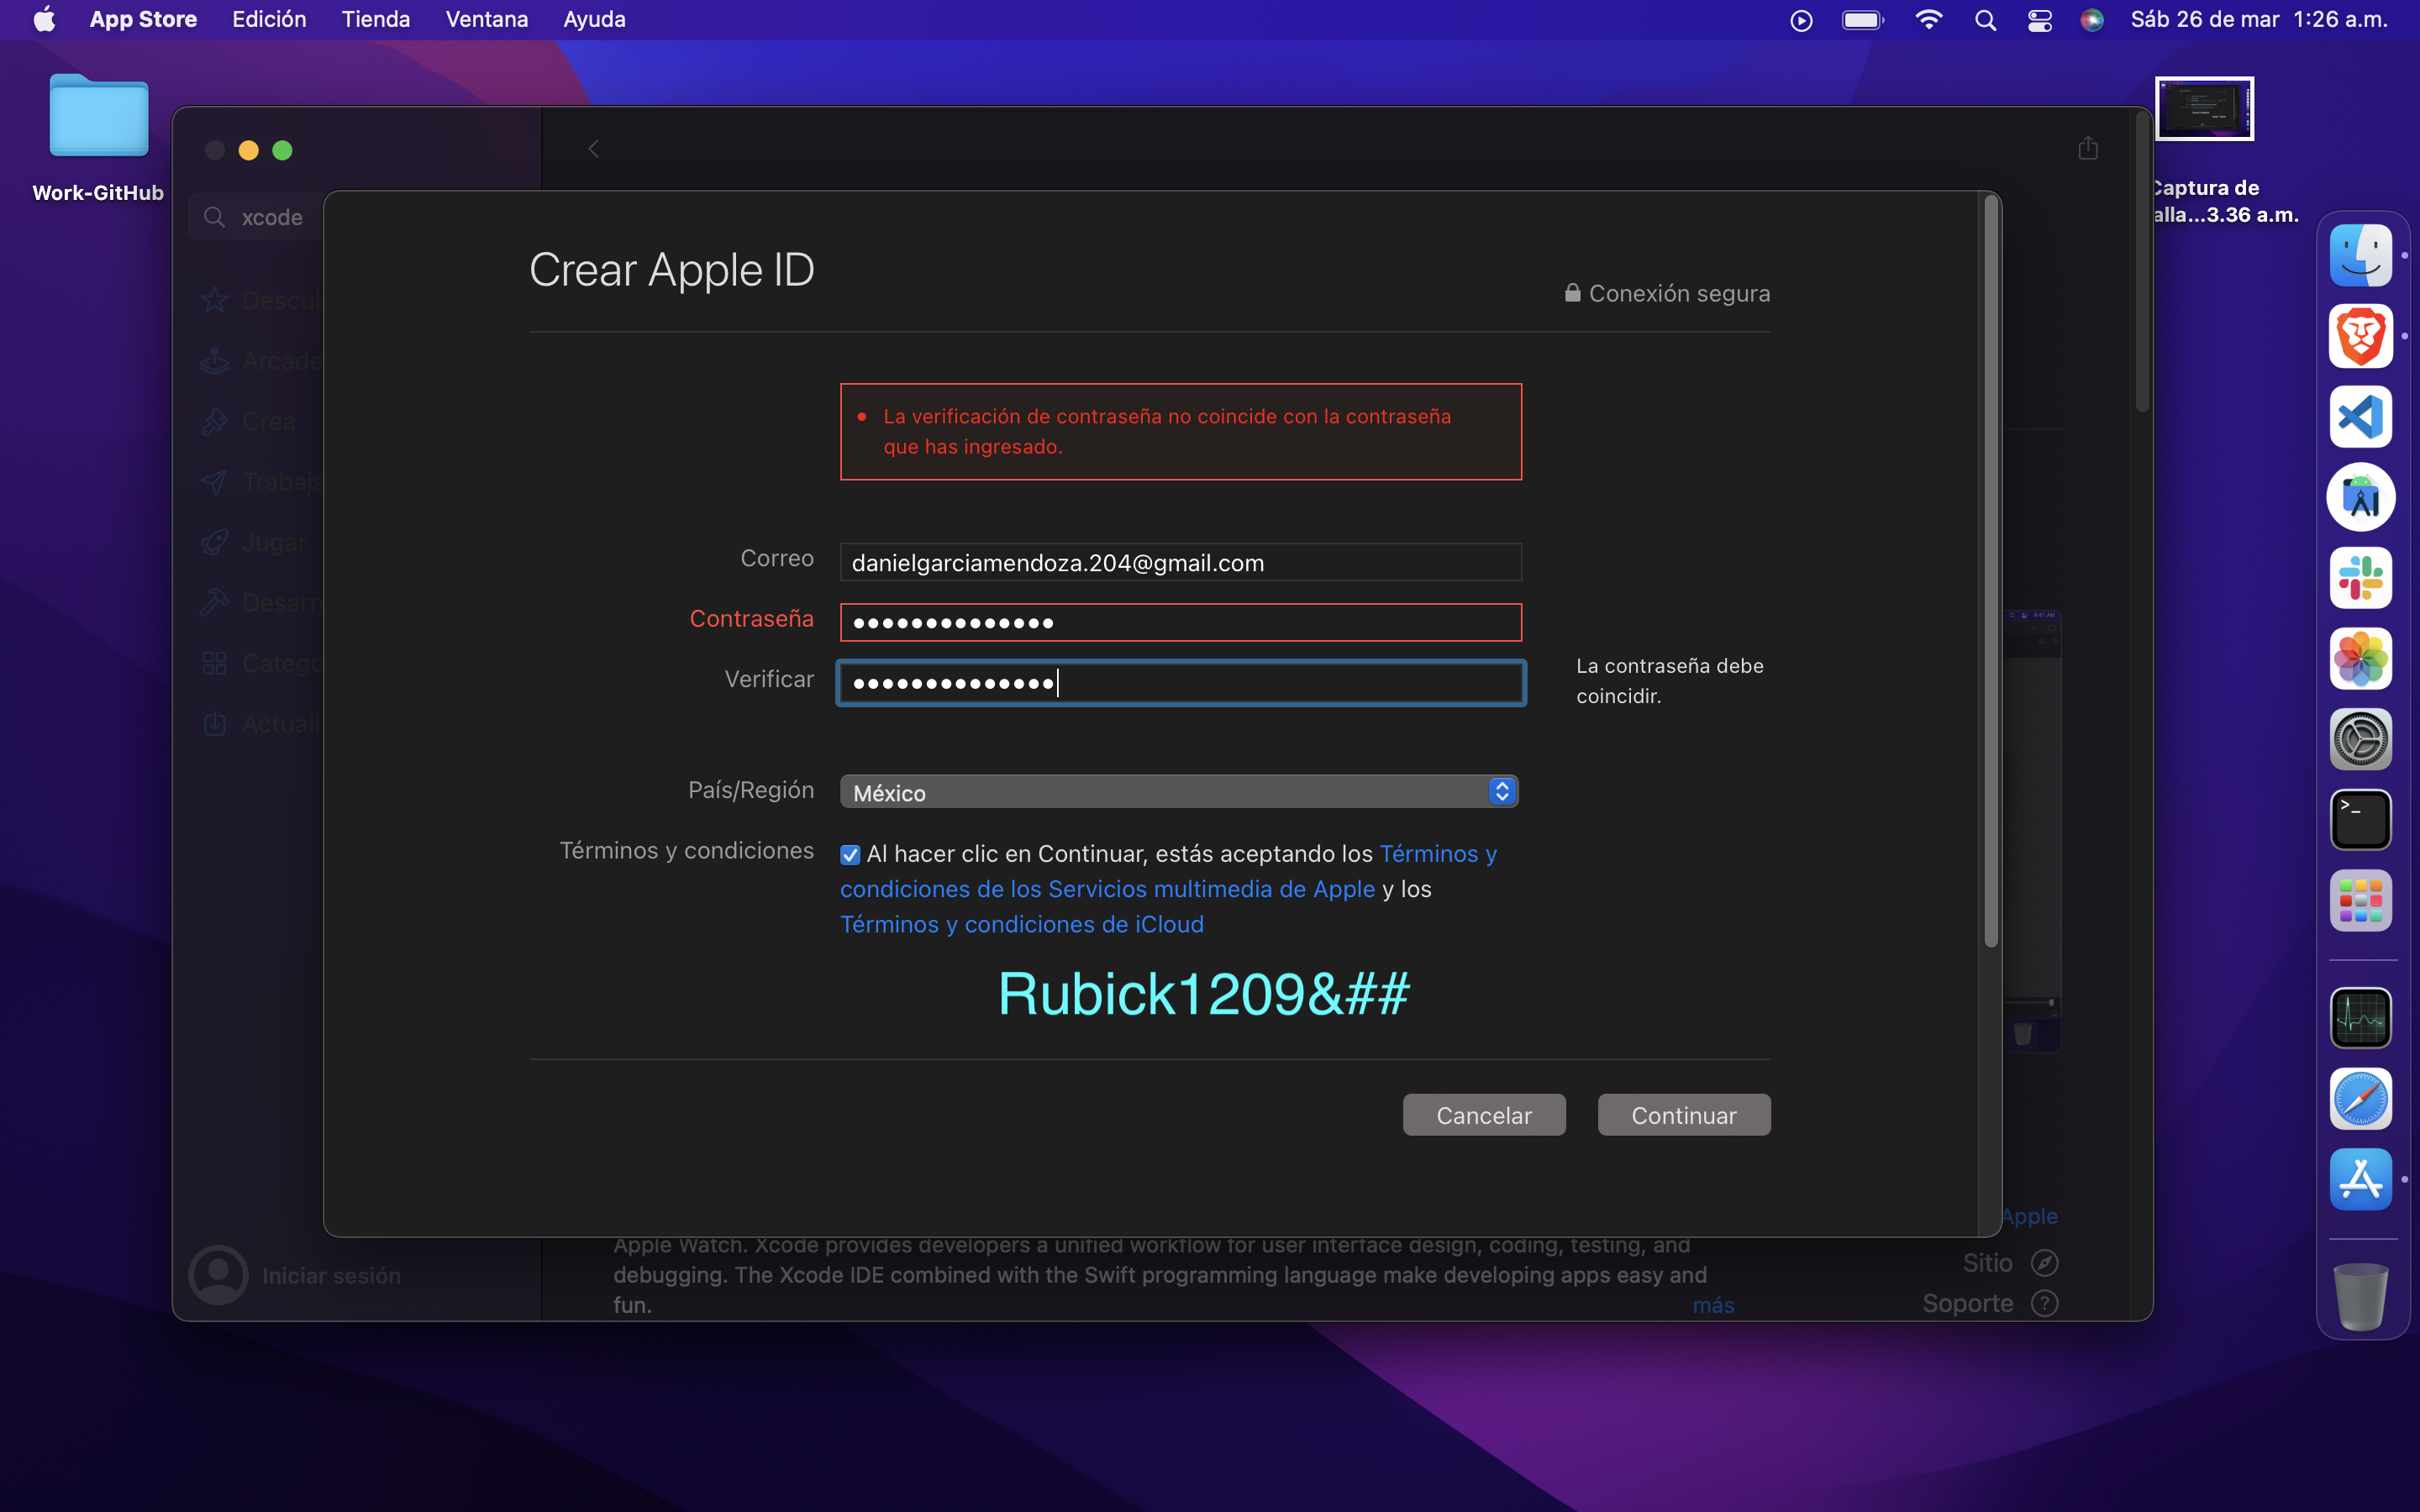 App Store Edición Tienda Ventana Ayuda Sáb 26 de mar 1:26 a.m.
Work-GitHub
Captura de
alla...3.36 a.m.
xcode
Descub
Arcade
Crea
Trabaja
Jugar
Desarr
Catego
Actuali
Iniciar sesión
Crear Apple ID
Conexión segura
La verificación de contraseña no coincide con la contraseña
que has ingresado.
Correo danielgarciamendoza.204@gmail.com
Contraseña ••••••••••••••
Verificar ••••••••••••••
La contraseña debe
coincidir.
País/Región México
Términos y condiciones Al hacer clic en Continuar, estás aceptando los Términos y
condiciones de los Servicios multimedia de Apple y los
Términos y condiciones de iCloud
Rubick1209&##
Cancelar Continuar
Apple
Apple Watch. Xcode provides developers a unified workflow for user interface design, coding, testing, and
debugging. The Xcode IDE combined with the Swift programming language make developing apps easy and
fun.
más
Sitio
Soporte
9:41 AM